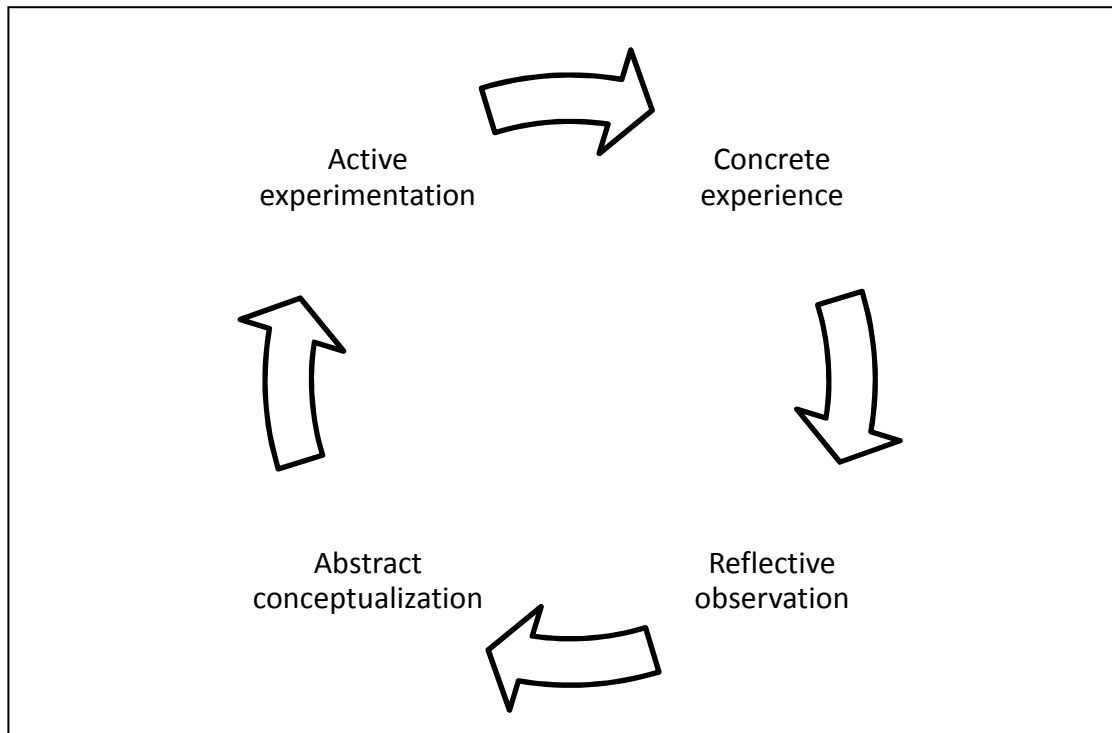 Active
experimentation
Concrete
experience
Abstract
conceptualization
Reflective
observation